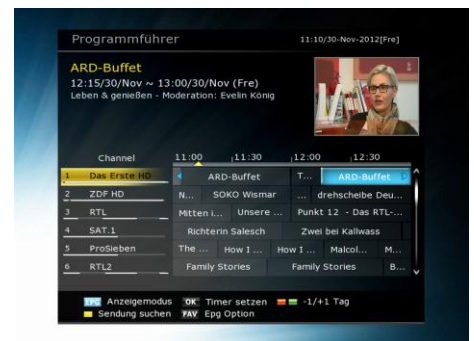 Programmführer 11:10/30-Nov-2012[Fre]
ARD-Buffet
12:15/30/Nov ~ 13:00/30/Nov (Fre)
Leben & genießen - Moderation: Evelin König
Channel 11:00 11:30 12:00 12:30
1 Das Erste HD ARD-Buffet T... ARD-Buffet
2 ZDF HD N... SOKO Wismar ... drehscheibe Deu...
3 RTL Mitten i... Unsere ... Punkt 12 - Das RTL-...
4 SAT.1 Richterin Salesch Zwei bei Kallwass
5 ProSieben The ... How I ... How I ... Malcol... M...
6 RTL2 Family Stories Family Stories B...
EPG Anzeigemodus OK Timer setzen -1/+1 Tag
Sendung suchen FAV Epg Option